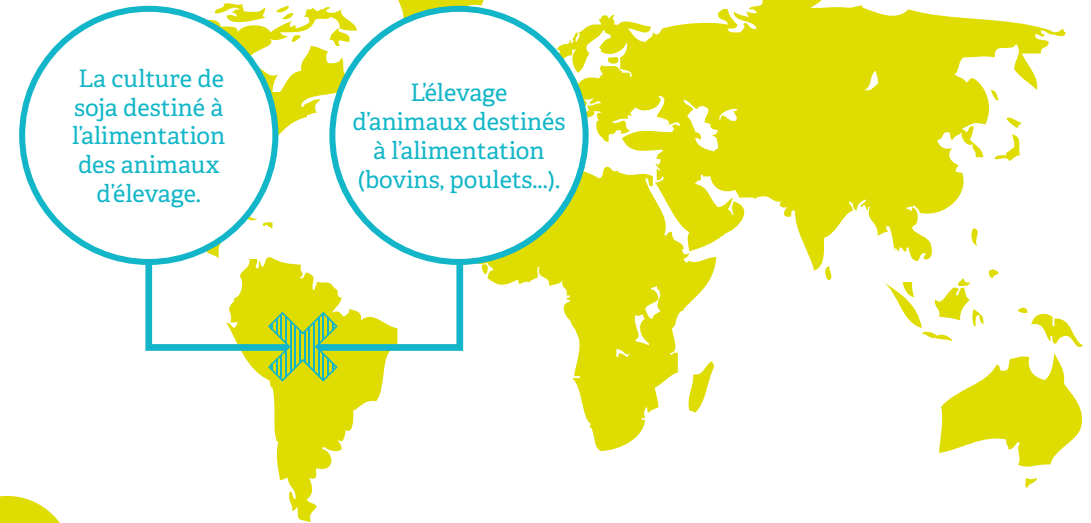 La culture de
soja destiné à
l'alimentation
des animaux
d'élevage.
L'élevage
d'animaux destinés
à l'alimentation
(bovins, poulets...).